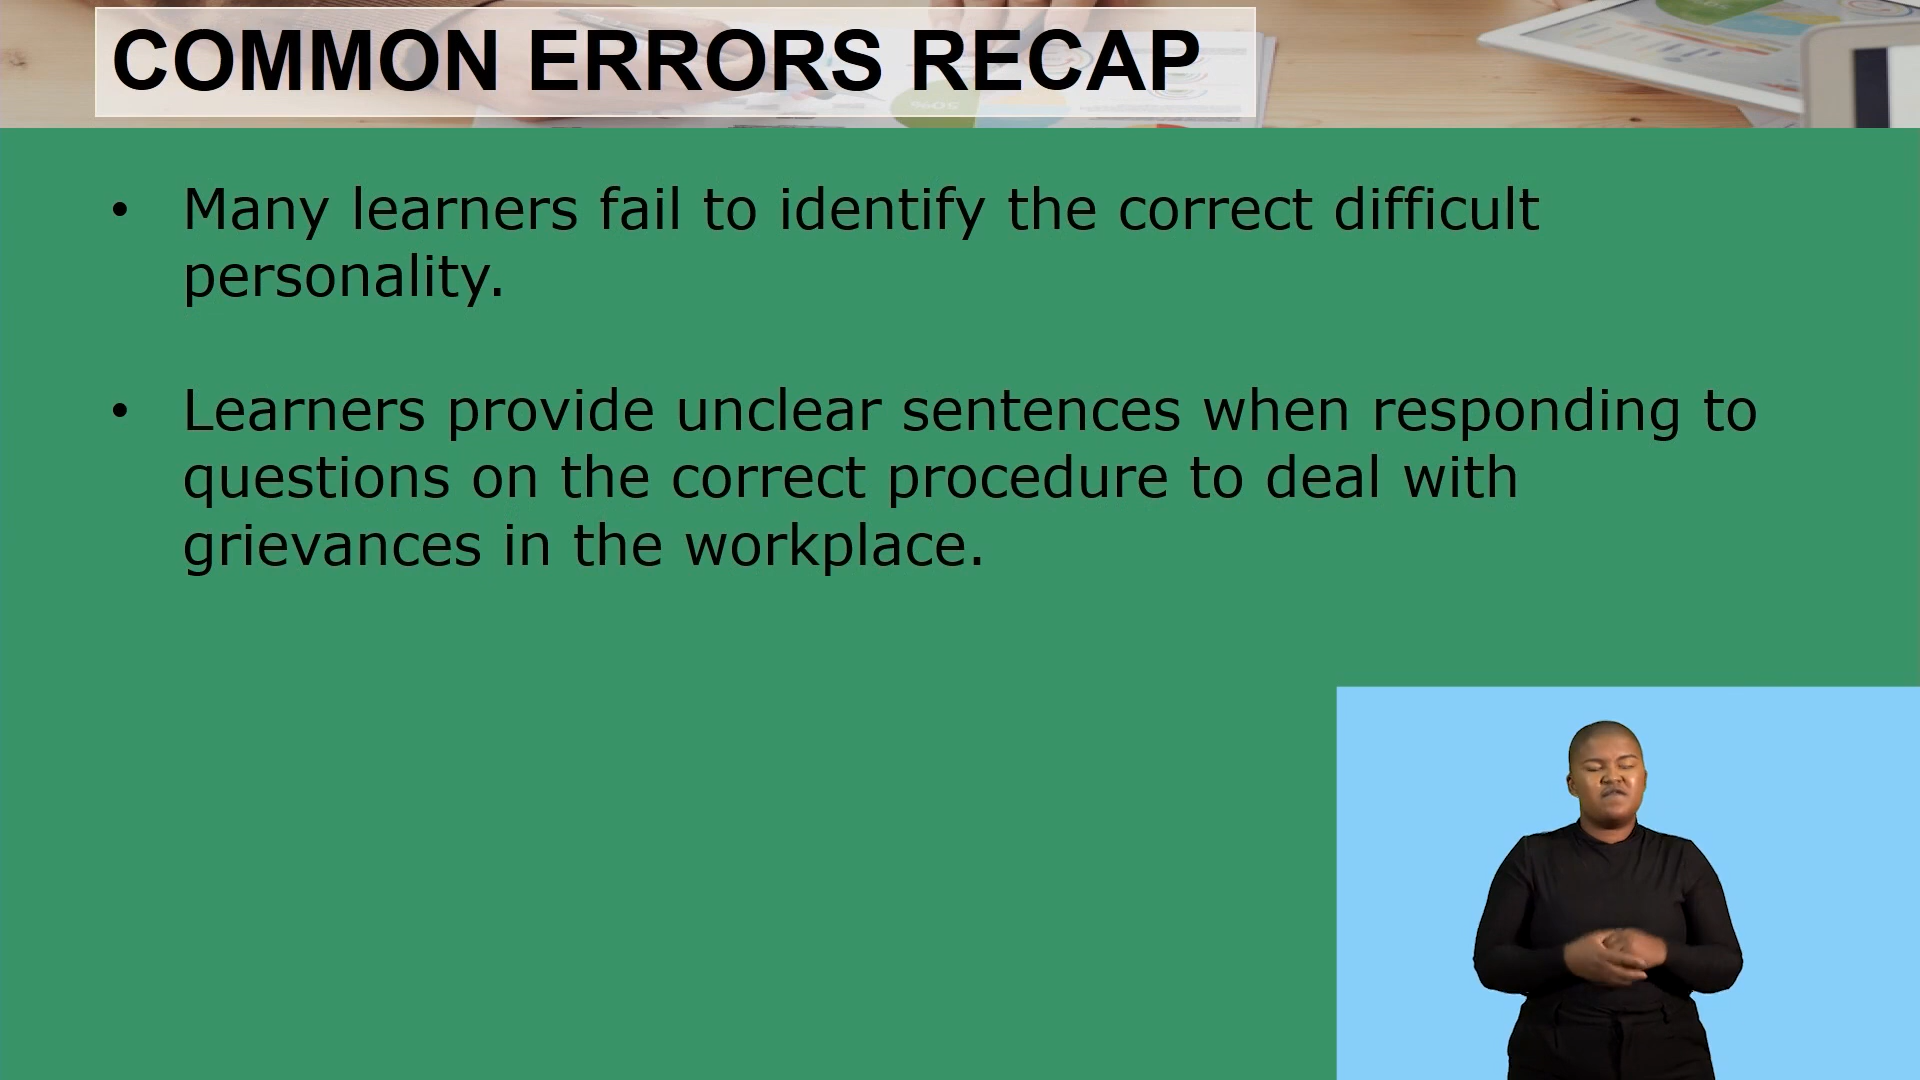 COMMON ERRORS RECAP
• Many learners fail to identify the correct difficult
personality.
• Learners provide unclear sentences when responding to
questions on the correct procedure to deal with
grievances in the workplace.